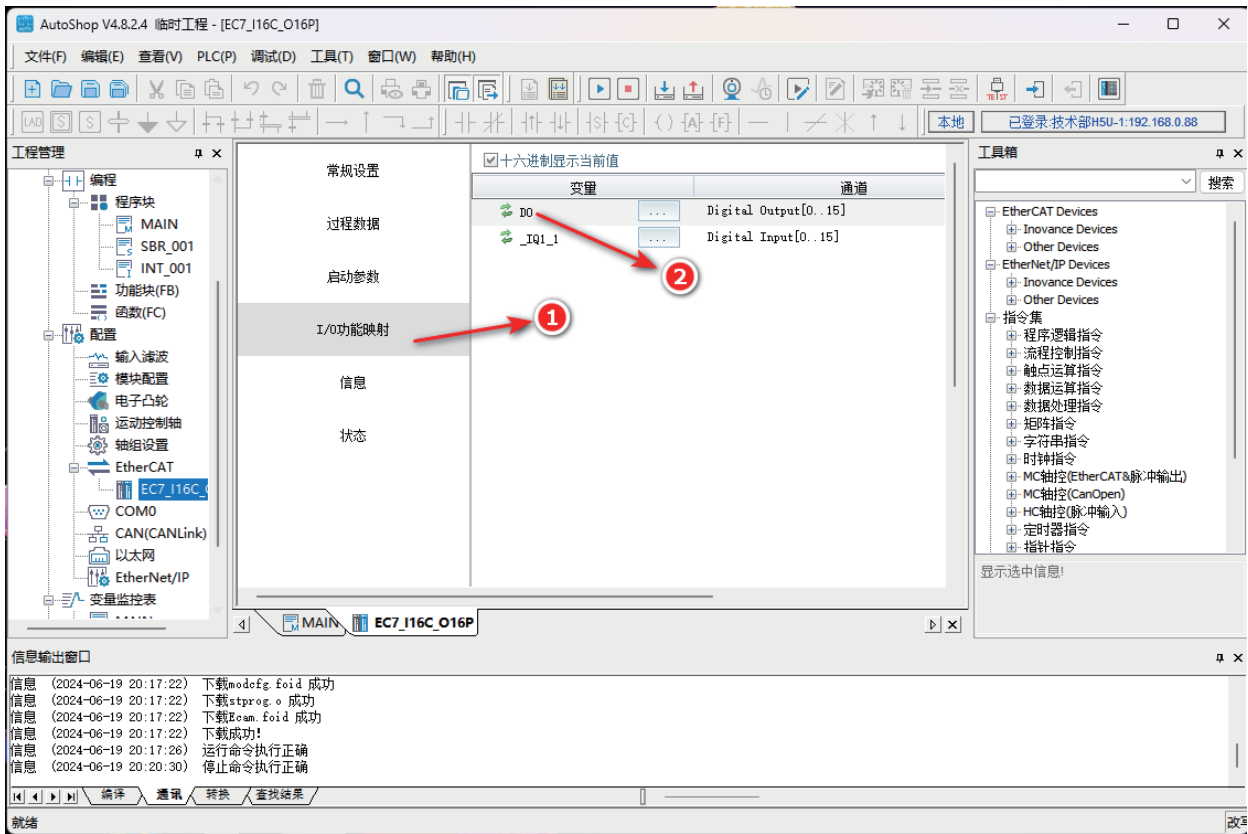 AutoShop V4.8.2.4 临时工程 - [EC7_I16C_O16P]
文件(F) 编辑(E) 查看(V) PLC(P) 调试(D) 工具(T) 窗口(W) 帮助(H)
LAD
TEST
本地
已登录:技术部H5U-1:192.168.0.88
工程管理
编程
程序块
MAIN
SBR_001
INT_001
功能块(FB)
函数(FC)
配置
输入滤波
模块配置
电子凸轮
运动控制轴
轴组设置
EtherCAT
EC7_I16C_
COM0
CAN(CANLink)
以太网
EtherNet/IP
变量监控表
常规设置
过程数据
启动参数
I/O功能映射
信息
状态
十六进制显示当前值
变量 通道
DO ... Digital Output[0..15]
_IQ1_1 ... Digital Input[0..15]
1
2
MAIN EC7_I16C_O16P
工具箱
搜索
EtherCAT Devices
Inovance Devices
Other Devices
EtherNet/IP Devices
Inovance Devices
Other Devices
指令集
程序逻辑指令
流程控制指令
触点运算指令
数据运算指令
数据处理指令
矩阵指令
字符串指令
时钟指令
MC轴控(EtherCAT&脉冲输出)
MC轴控(CanOpen)
HC轴控(脉冲输入)
定时器指令
指针指令
显示选中信息!
信息输出窗口
信息 (2024-06-19 20:17:22) 下载modcfg.foid 成功
信息 (2024-06-19 20:17:22) 下载stprog.o 成功
信息 (2024-06-19 20:17:22) 下载Ecam.foid 成功
信息 (2024-06-19 20:17:22) 下载成功!
信息 (2024-06-19 20:17:26) 运行命令执行正确
信息 (2024-06-19 20:20:30) 停止命令执行正确
编译 通讯 转换 查找结果
就绪
改写